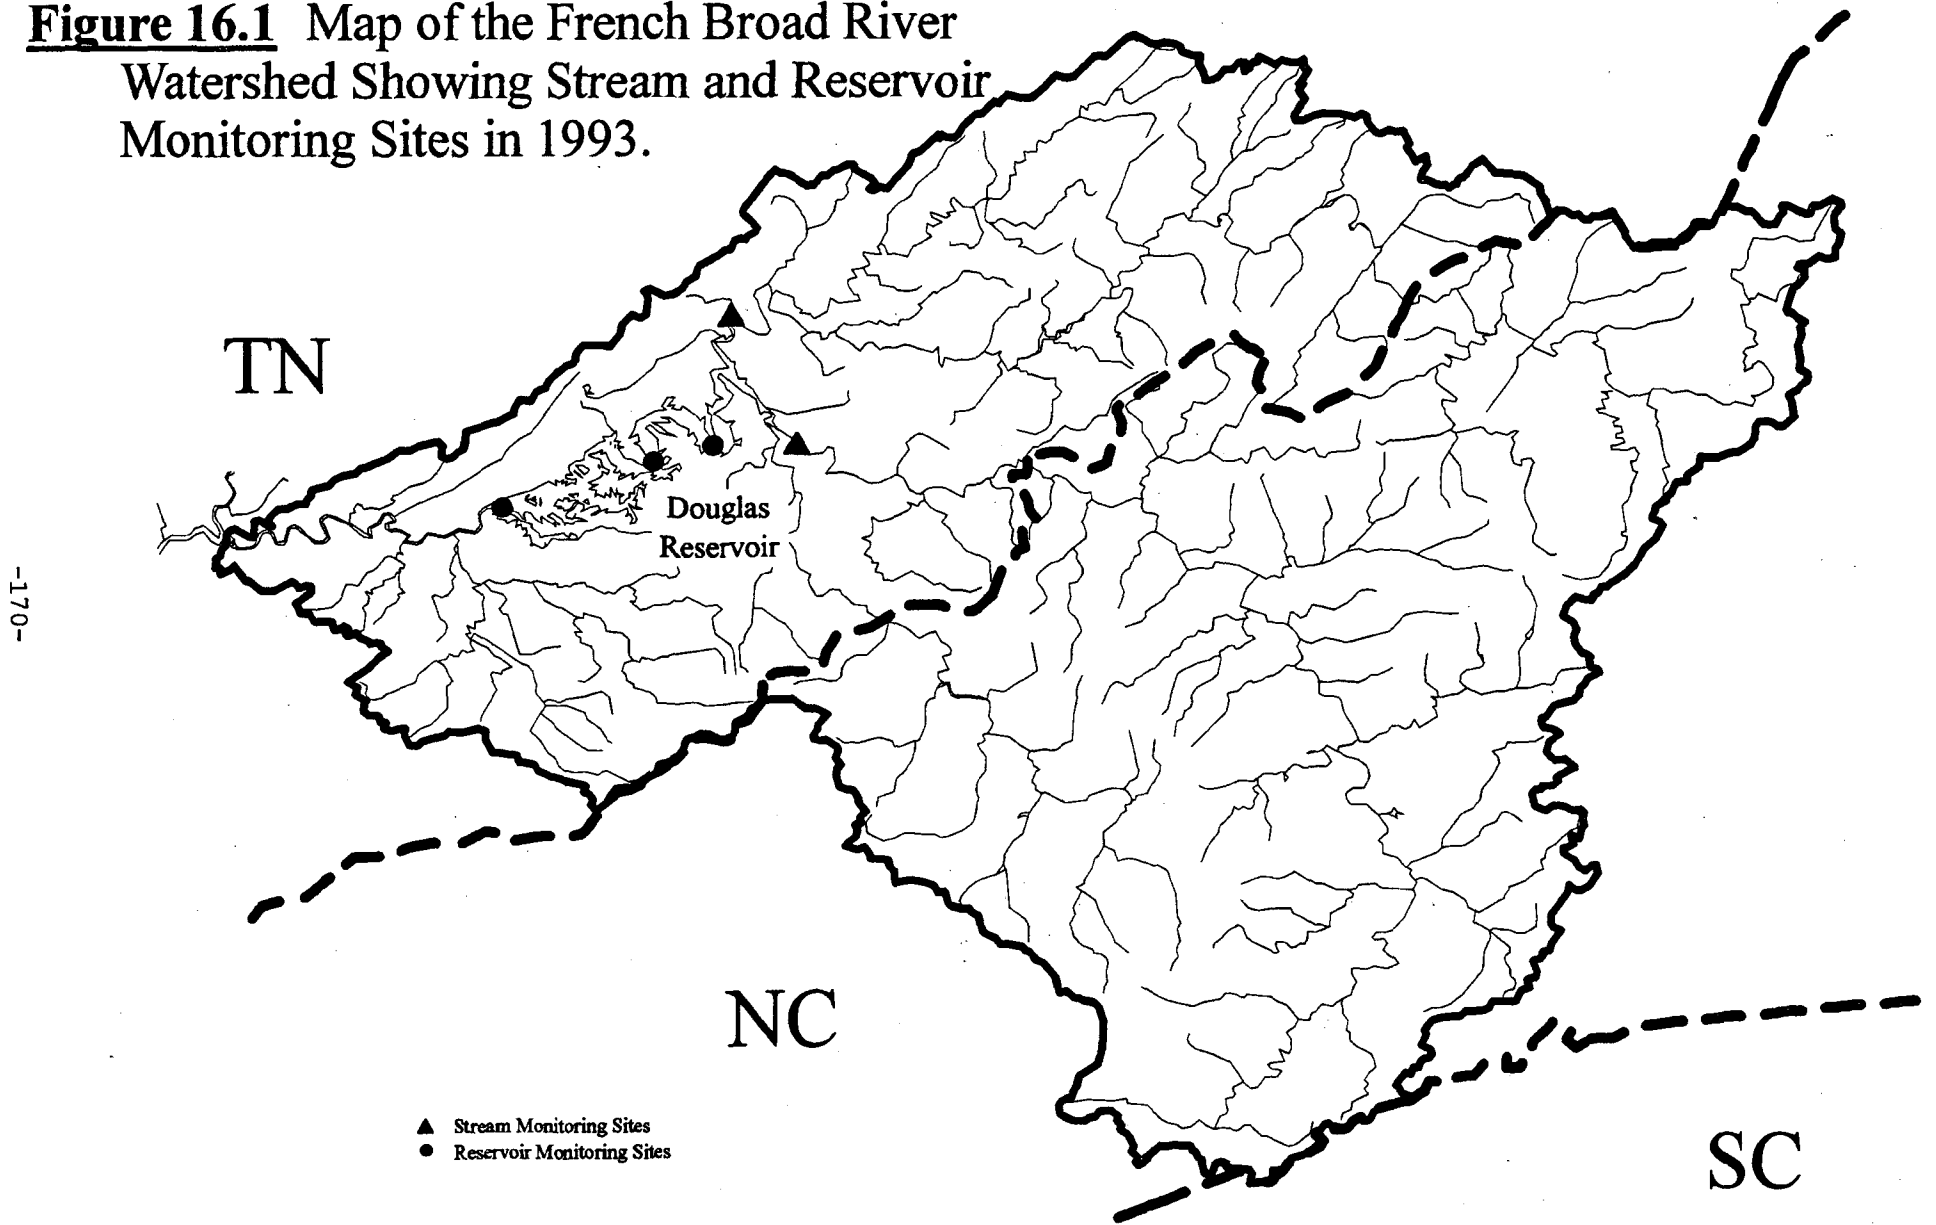 Figure 16.1 Map of the French Broad River
Watershed Showing Stream and Reservoir
Monitoring Sites in 1993.
TN
Douglas
Reservoir
-170-
NC
Stream Monitoring Sites
Reservoir Monitoring Sites
SC